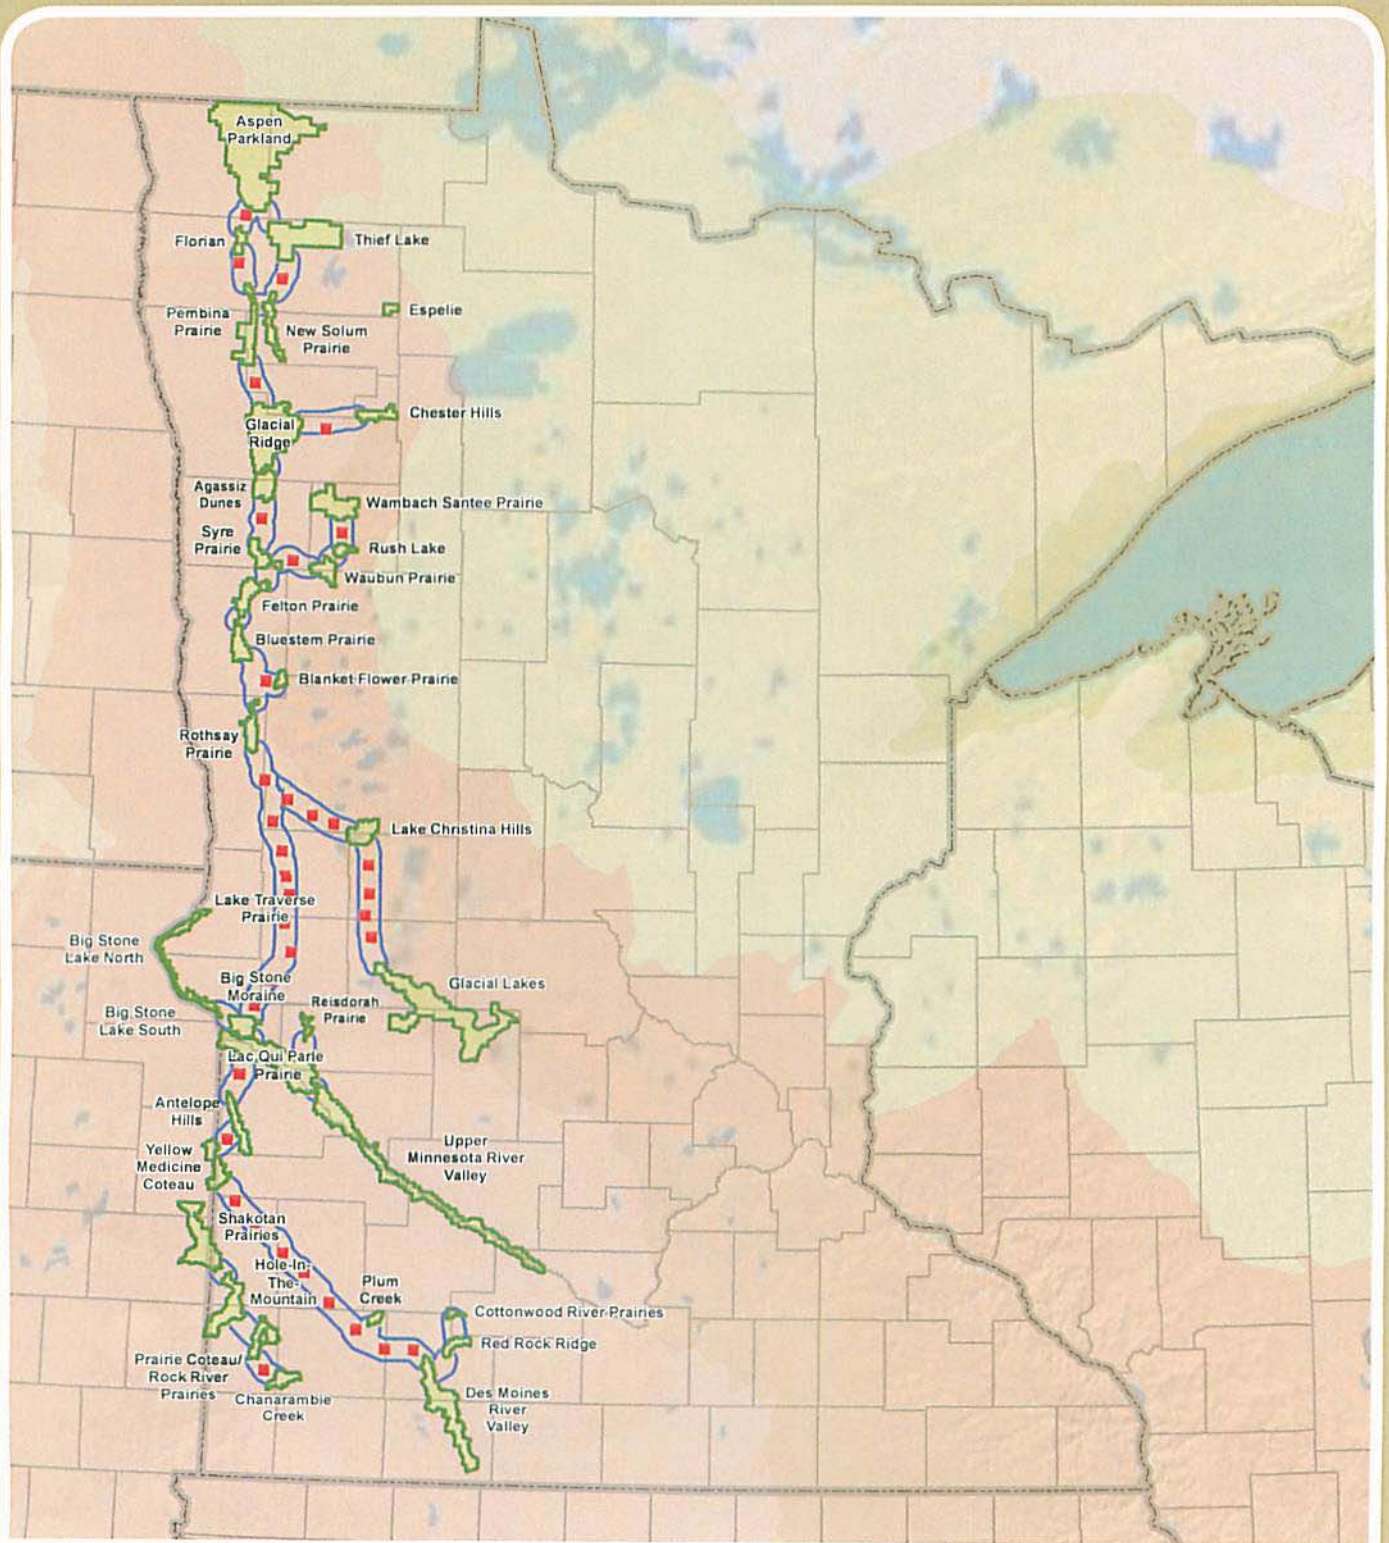 Aspen
Parkland
Florian
Thief Lake
Pembina
Prairie
New Solum
Prairie
Espelie
Glacial
Ridge
Chester Hills
Agassiz
Dunes
Wambach Santee Prairie
Syre
Prairie
Rush Lake
Waubun Prairie
Felton Prairie
Bluestem Prairie
Blanket Flower Prairie
Rothsay
Prairie
Lake Christina Hills
Lake Traverse
Prairie
Big Stone
Lake North
Big Stone
Moraine
Glacial Lakes
Reisdorah
Prairie
Big Stone
Lake South
Lac Qui Parle
Prairie
Antelope
Hills
Yellow
Medicine
Coteau
Upper
Minnesota River
Valley
Shakotan
Prairies
Hole-In-
The-
Mountain
Plum
Creek
Cottonwood River Prairies
Red Rock Ridge
Prairie Coteau/
Rock River
Prairies
Chanarambie
Creek
Des Moines
River
Valley